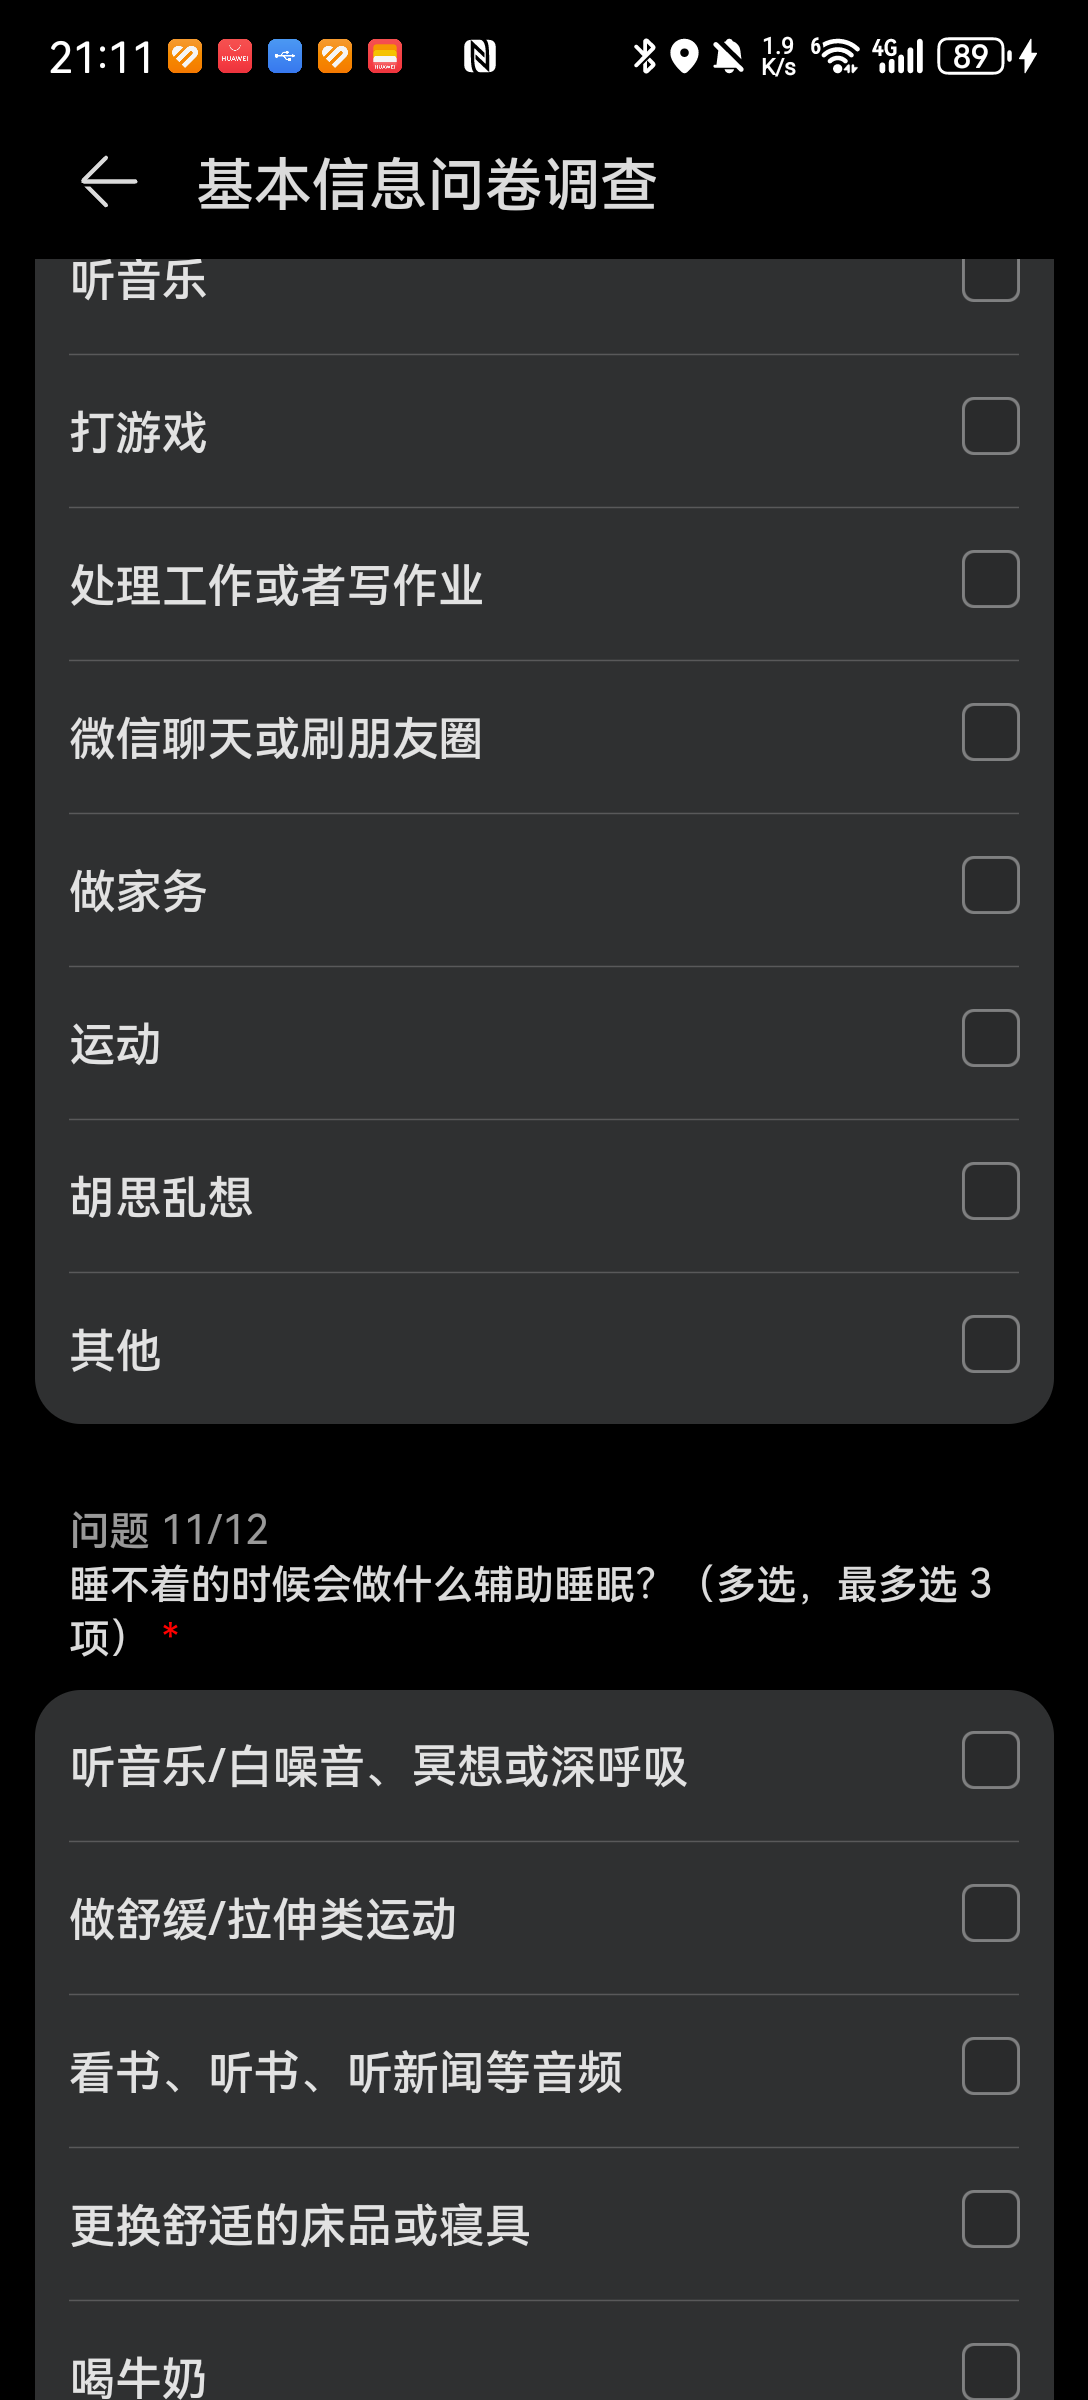 21:11 HUAWEI 1.9 K/s 6 4G 89
基本信息问卷调查
听音乐
打游戏
处理工作或者写作业
微信聊天或刷朋友圈
做家务
运动
胡思乱想
其他
问题 11/12
睡不着的时候会做什么辅助睡眠？（多选，最多选 3
项） *
听音乐/白噪音、冥想或深呼吸
做舒缓/拉伸类运动
看书、听书、听新闻等音频
更换舒适的床品或寝具
喝牛奶